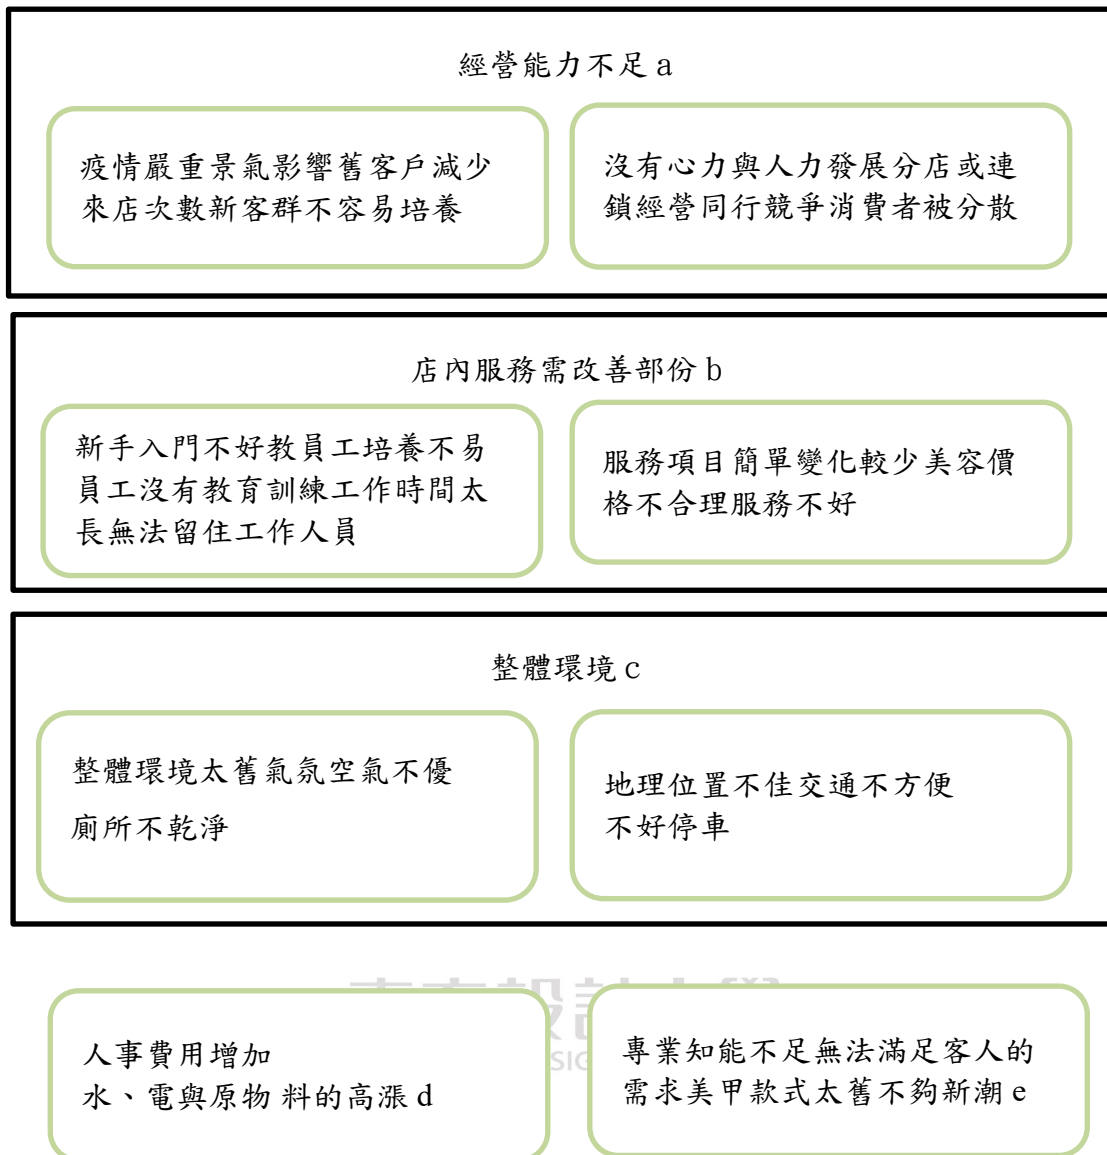 經營能力不足 a
疫情嚴重景氣影響舊客戶減少
來店次數新客群不容易培養
沒有心力與人力發展分店或連
鎖經營同行競爭消費者被分散
店內服務需改善部份 b
新手入門不好教員工培養不易
員工沒有教育訓練工作時間太
長無法留住工作人員
服務項目簡單變化較少美容價
格不合理服務不好
整體環境 c
整體環境太舊氣氛空氣不優
廁所不乾淨
地理位置不佳交通不方便
不好停車
人事費用增加
水、電與原物 料的高漲 d
專業知能不足無法滿足客人的
需求美甲款式太舊不夠新潮 e